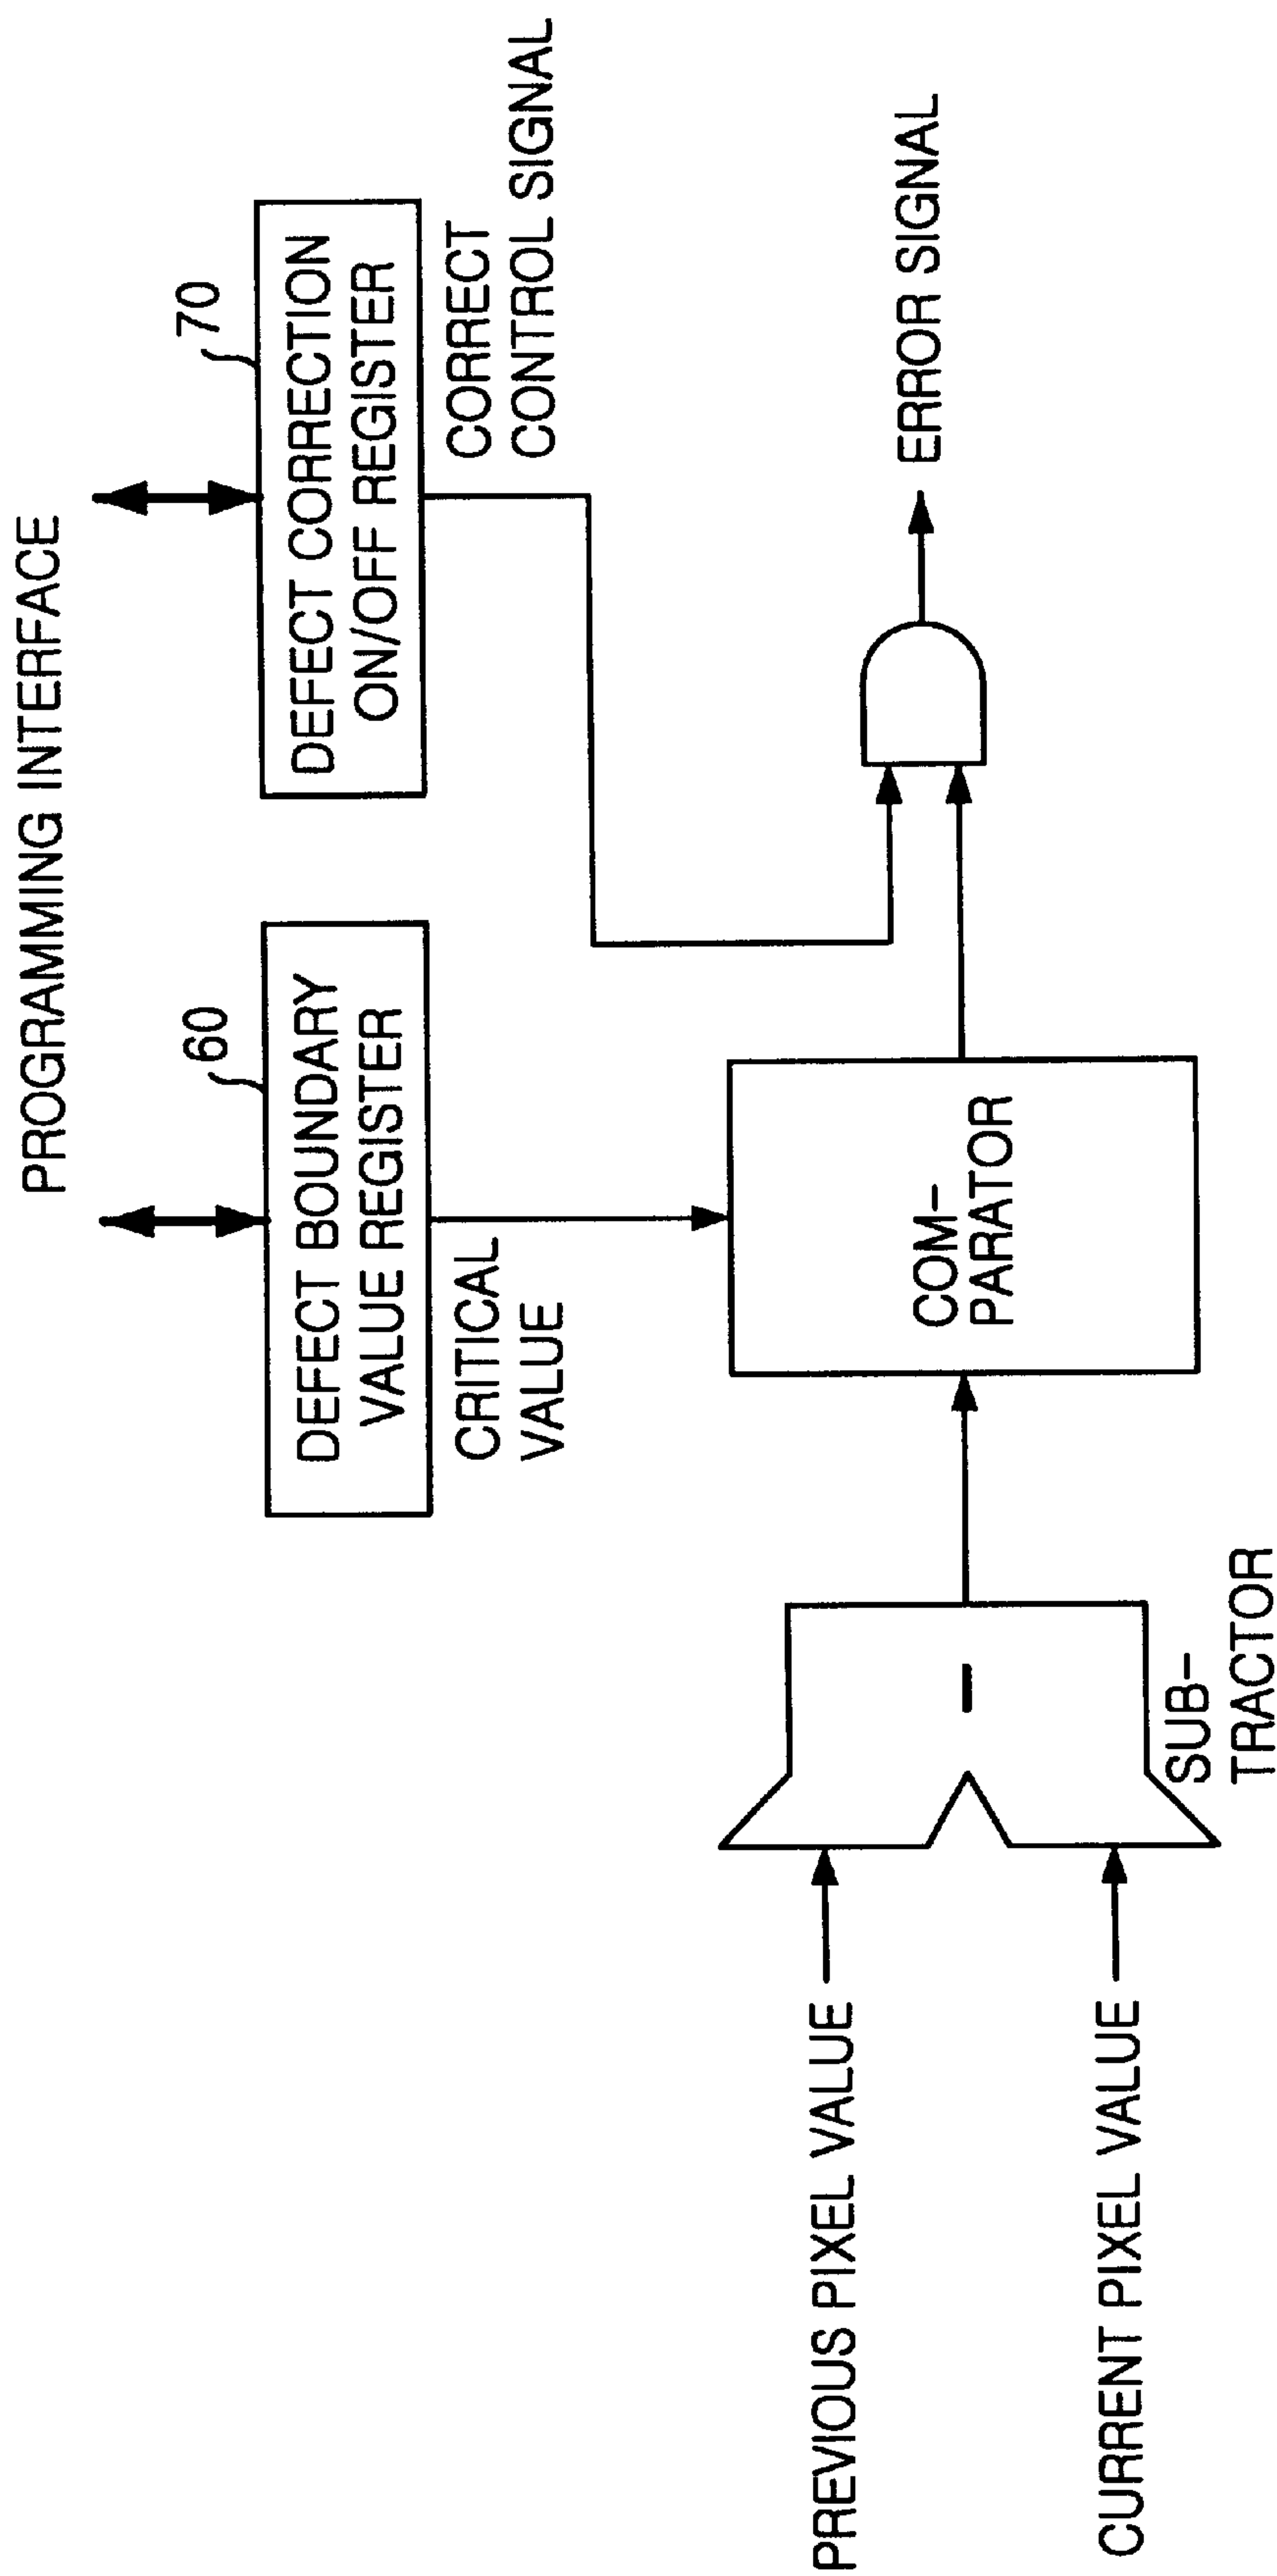 PROGRAMMING INTERFACE
60
70
DEFECT BOUNDARY
VALUE REGISTER
DEFECT CORRECTION
ON/OFF REGISTER
CRITICAL
VALUE
CORRECT
CONTROL SIGNAL
PREVIOUS PIXEL VALUE
CURRENT PIXEL VALUE
–
SUB–
TRACTOR
COM–
PARATOR
ERROR SIGNAL